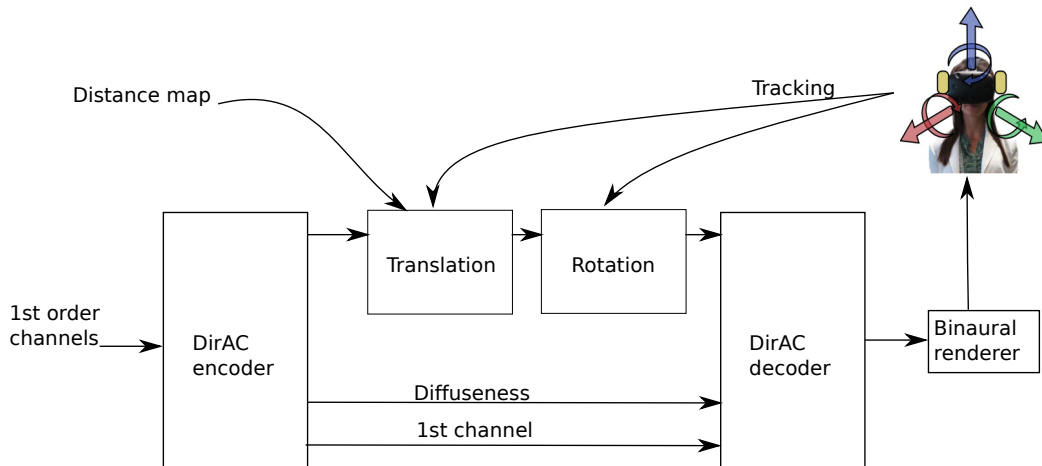 Distance map
Tracking
Translation
Rotation
1st order
channels
DirAC
encoder
DirAC
decoder
Binaural
renderer
Diffuseness
1st channel